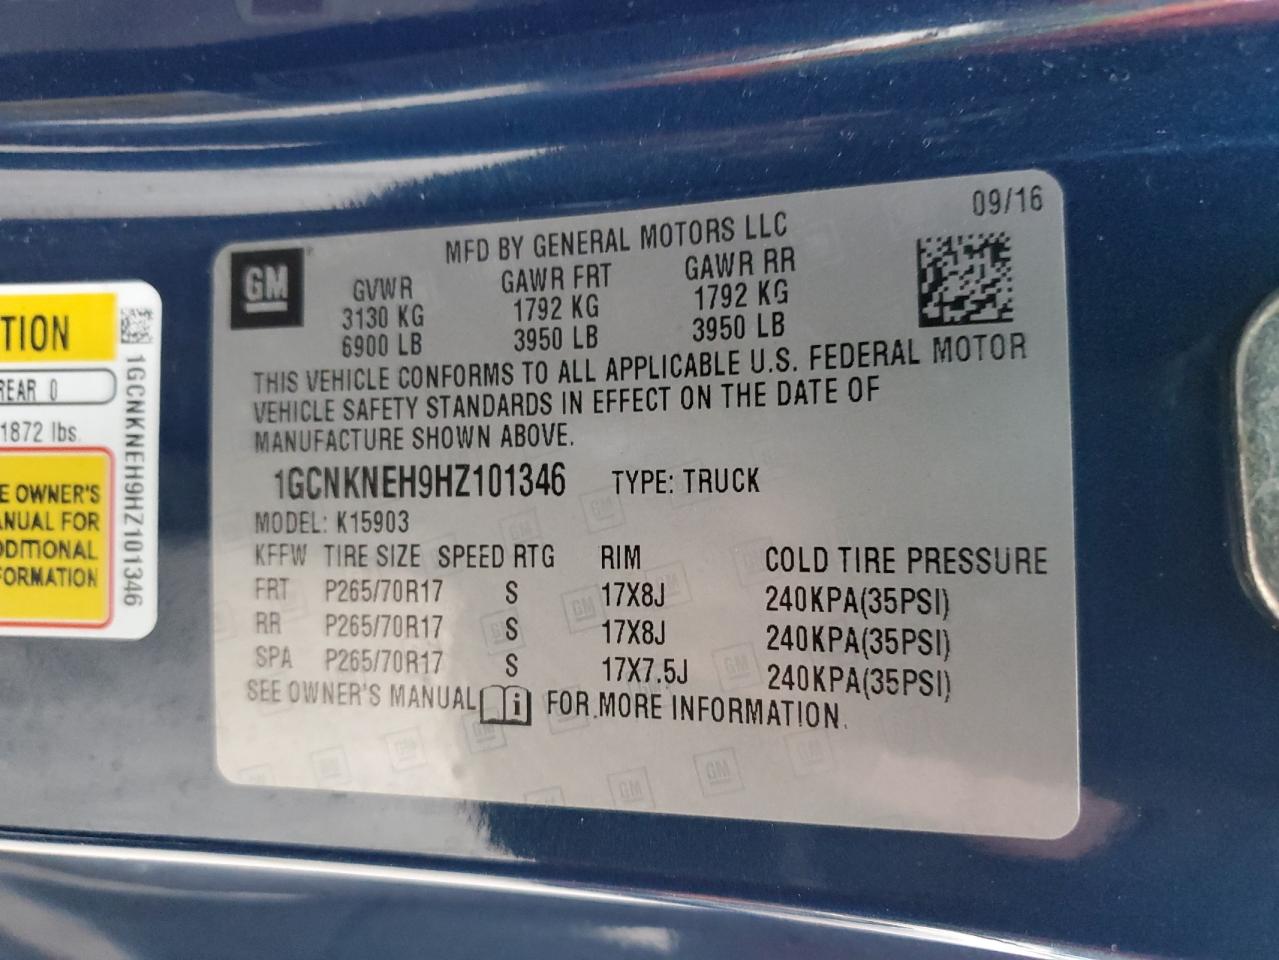 TION
REAR 0
1872 lbs.
E OWNER'S
ANUAL FOR
DDITIONAL
FORMATION
1GCNKNEH9HZ101346
09/16
GM
MFD BY GENERAL MOTORS LLC
GVWR GAWR FRT GAWR RR
3130 KG 1792 KG 1792 KG
6900 LB 3950 LB 3950 LB
THIS VEHICLE CONFORMS TO ALL APPLICABLE U.S. FEDERAL MOTOR
VEHICLE SAFETY STANDARDS IN EFFECT ON THE DATE OF
MANUFACTURE SHOWN ABOVE.
1GCNKNEH9HZ101346 TYPE: TRUCK
MODEL: K15903
KFFW TIRE SIZE SPEED RTG RIM COLD TIRE PRESSURE
FRT P265/70R17 S 17X8J 240KPA(35PSI)
RR P265/70R17 S 17X8J 240KPA(35PSI)
SPA P265/70R17 S 17X7.5J 240KPA(35PSI)
SEE OWNER'S MANUAL i FOR MORE INFORMATION.